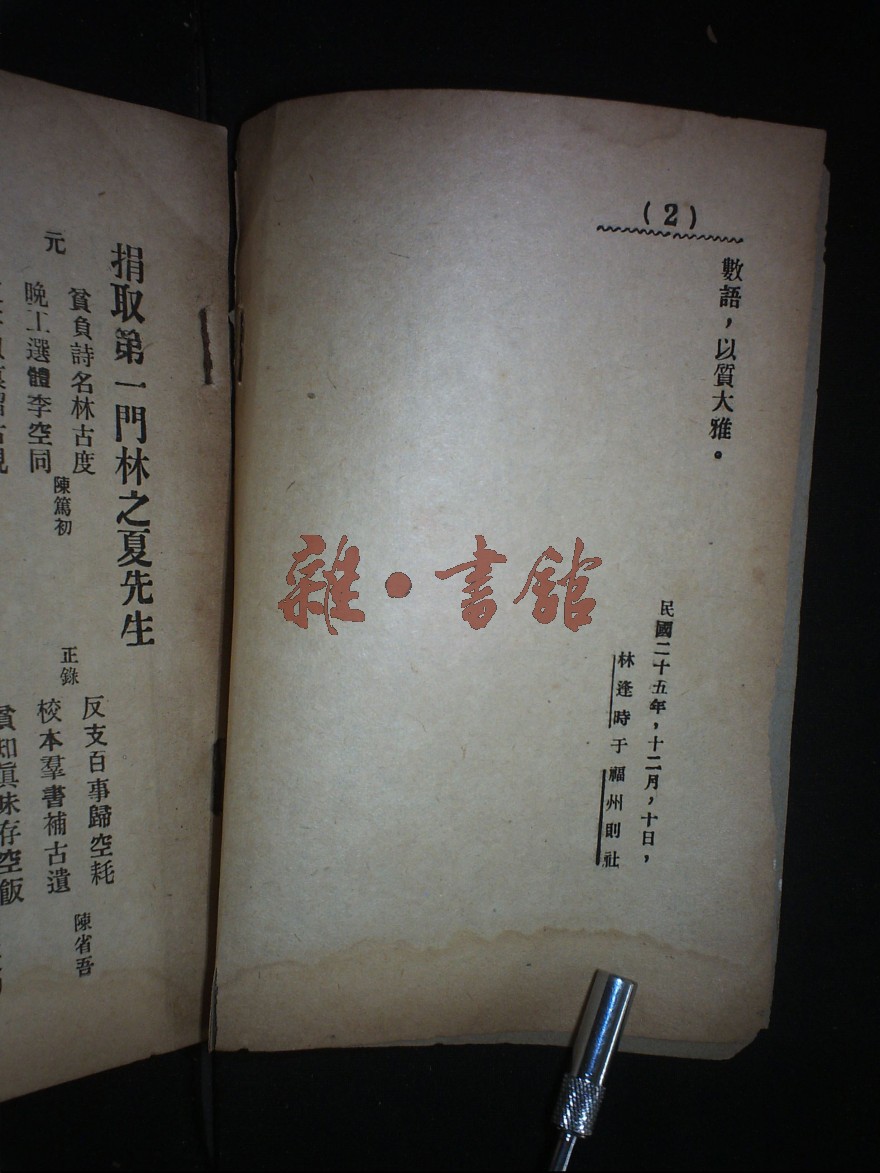 (2)
數語，以質大雅。
民國二十五年，十二月，十日，
林逢時于福州則社
雜·書館
捐取第一門林之夏先生
反支百事歸空耗 陳省吾
貧負詩名林古度
正錄
校本羣書補古遺
元
陳篤初
晚工選體李空同
貧知真味存空飯